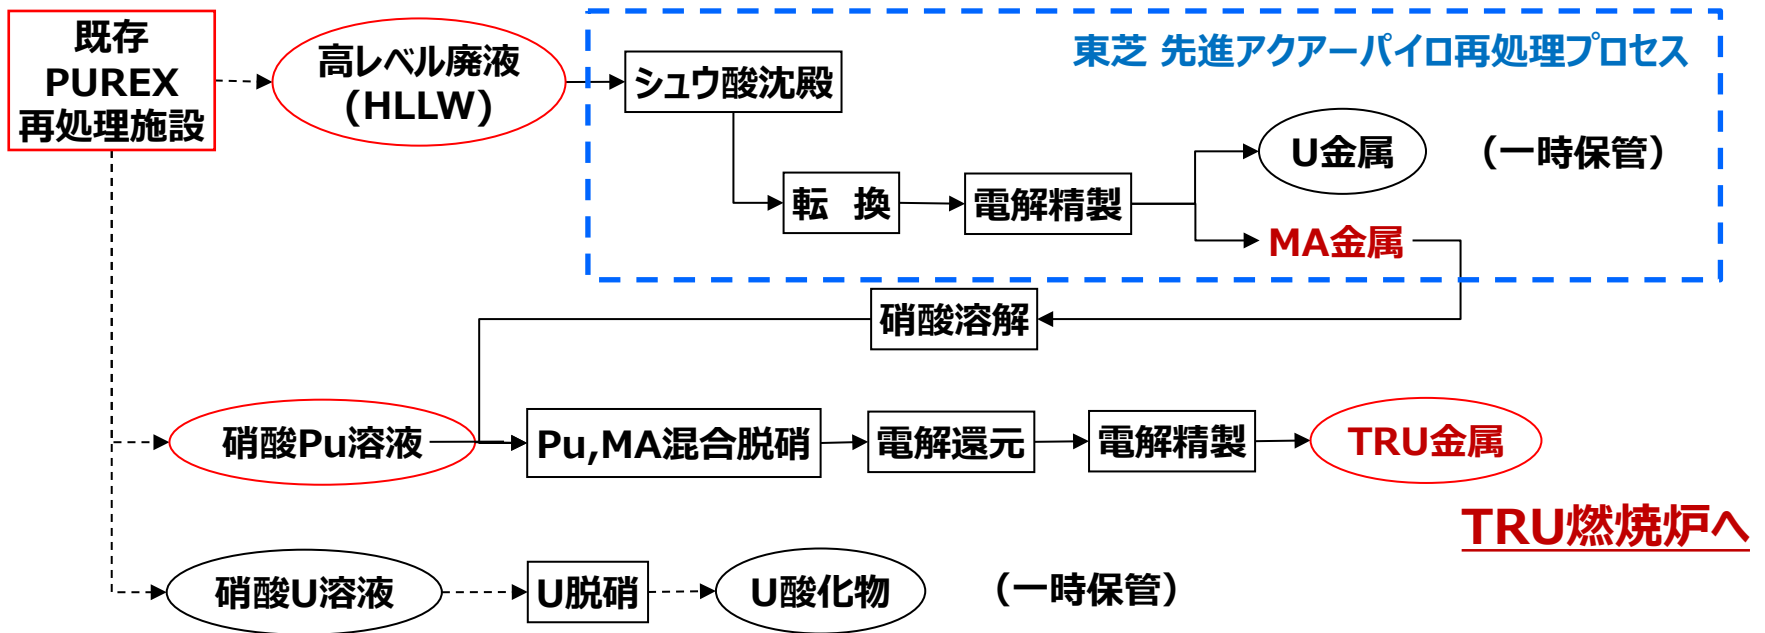 既存
PUREX
再処理施設
高レベル廃液
(HLLW)
東芝 先進アクアーパイロ再処理プロセス
シュウ酸沈殿
U金属
（一時保管）
転 換
電解精製
MA金属
硝酸溶解
硝酸Pu溶液
Pu,MA混合脱硝
電解還元
電解精製
TRU金属
TRU燃焼炉へ
硝酸U溶液
U脱硝
U酸化物
（一時保管）